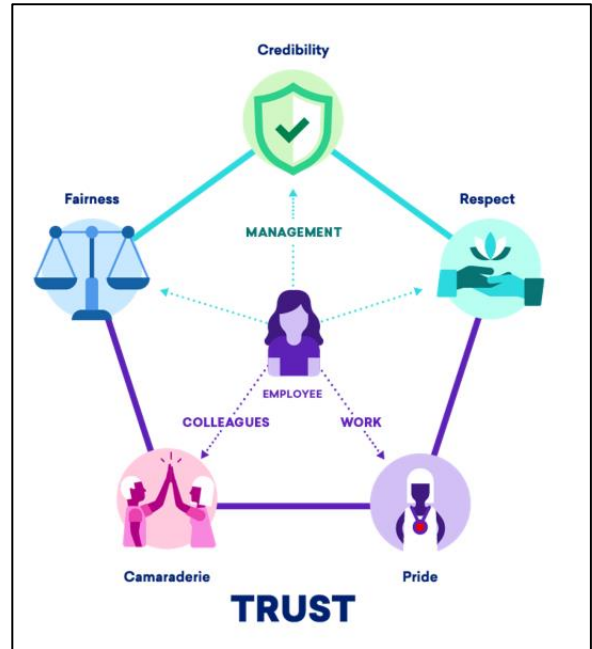 Credibility
Fairness
Respect
MANAGEMENT
EMPLOYEE
COLLEAGUES
WORK
Camaraderie
Pride
TRUST